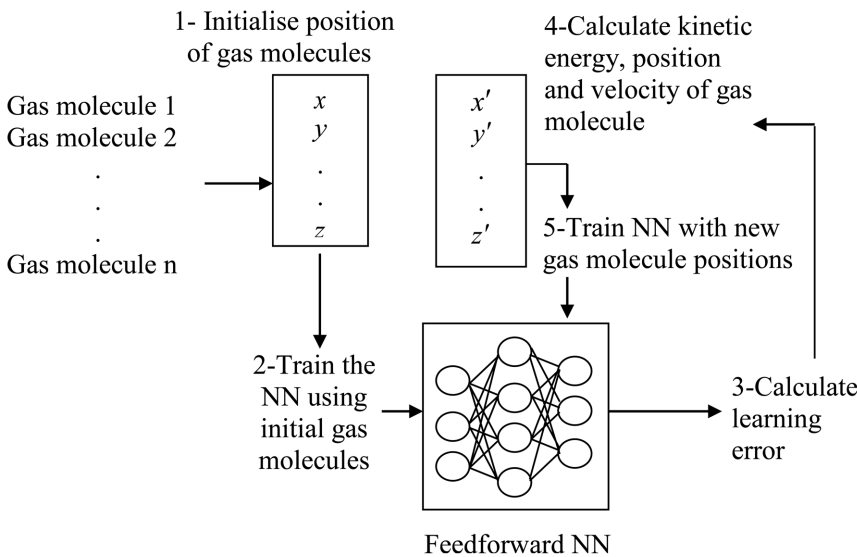 1- Initialise position
of gas molecules
Gas molecule 1
Gas molecule 2
.
.
.
Gas molecule n
x
y
.
.
z
x′
y′
.
.
z′
4-Calculate kinetic
energy, position
and velocity of gas
molecule
5-Train NN with new
gas molecule positions
2-Train the
NN using
initial gas
molecules
3-Calculate
learning
error
Feedforward NN